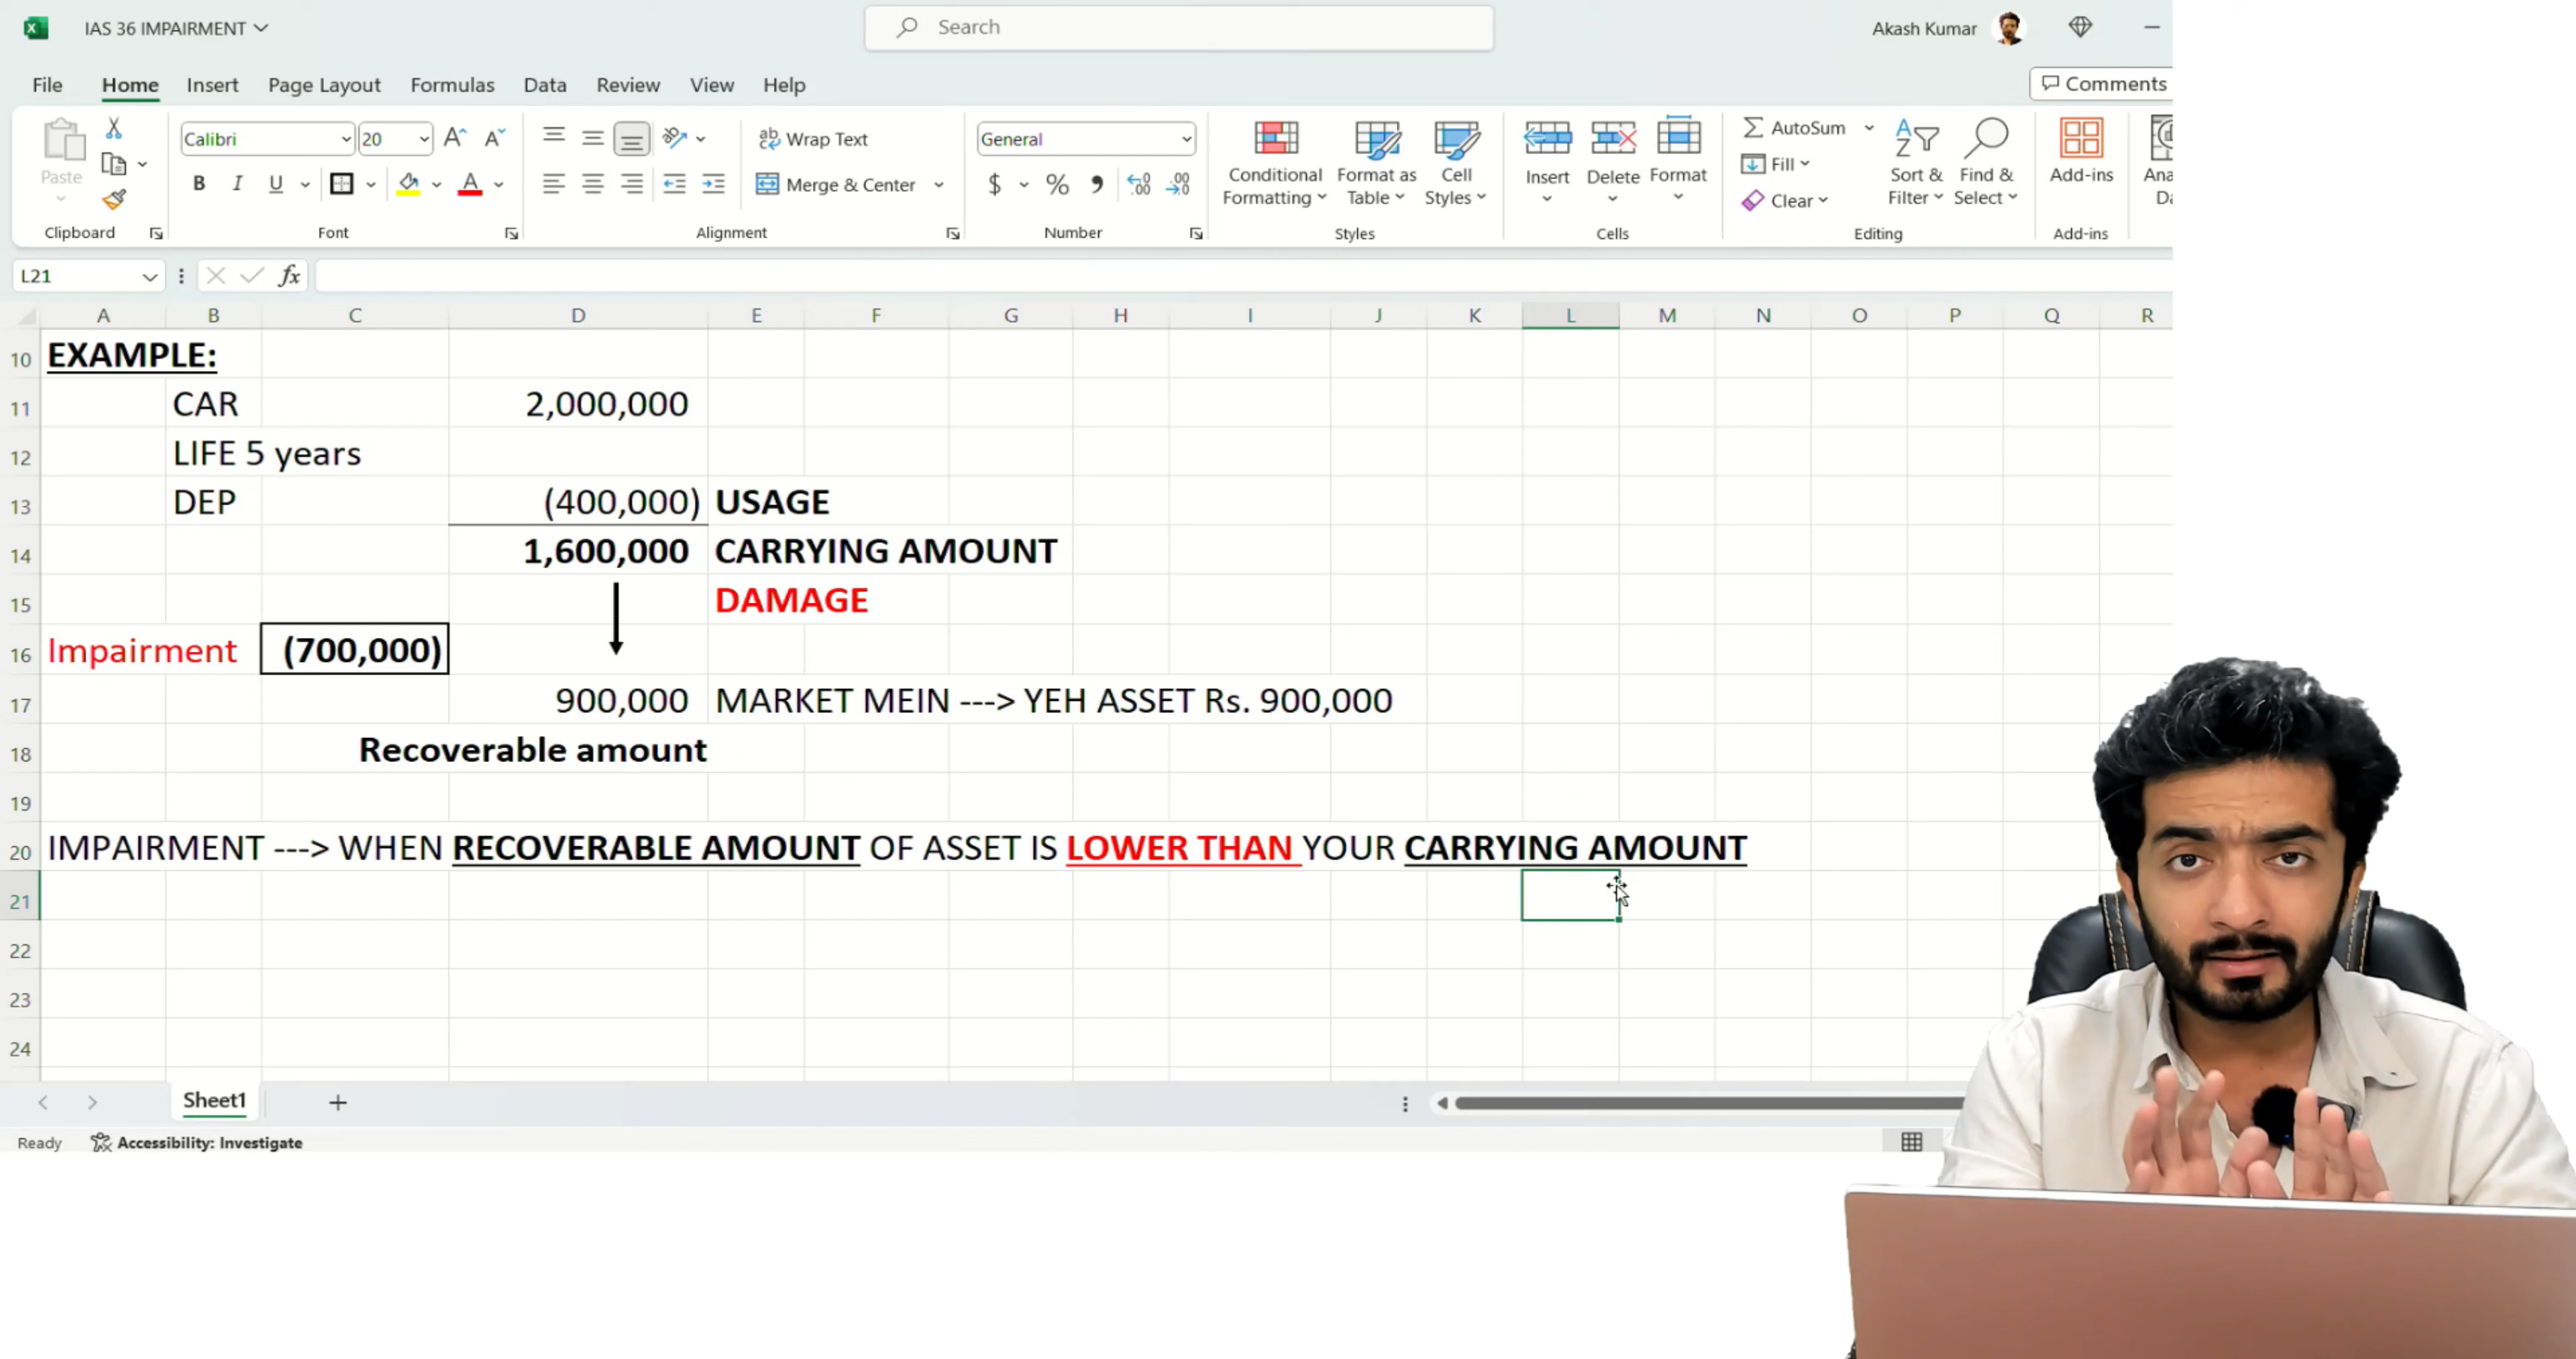 IAS 36 IMPAIRMENT
Search
Akash Kumar
File Home Insert Page Layout Formulas Data Review View Help
Comments
Paste
Clipboard
Calibri 20
B I U A
Font
Wrap Text
Merge & Center
Alignment
General
$ % ,
Number
Conditional Formatting
Format as Table
Cell Styles
Styles
Insert
Delete
Format
Cells
AutoSum
Fill
Clear
Sort & Filter
Find & Select
Editing
Add-ins
Add-ins
Ana
Da
L21 fx
A B C D E F G H I J K L M N O P Q R
10 EXAMPLE:
11 CAR 2,000,000
12 LIFE 5 years
13 DEP (400,000) USAGE
14 1,600,000 CARRYING AMOUNT
15 DAMAGE
16 Impairment (700,000)
17 900,000 MARKET MEIN ---> YEH ASSET Rs. 900,000
18 Recoverable amount
19
20 IMPAIRMENT ---> WHEN RECOVERABLE AMOUNT OF ASSET IS LOWER THAN YOUR CARRYING AMOUNT
21
22
23
24
Sheet1
Ready Accessibility: Investigate